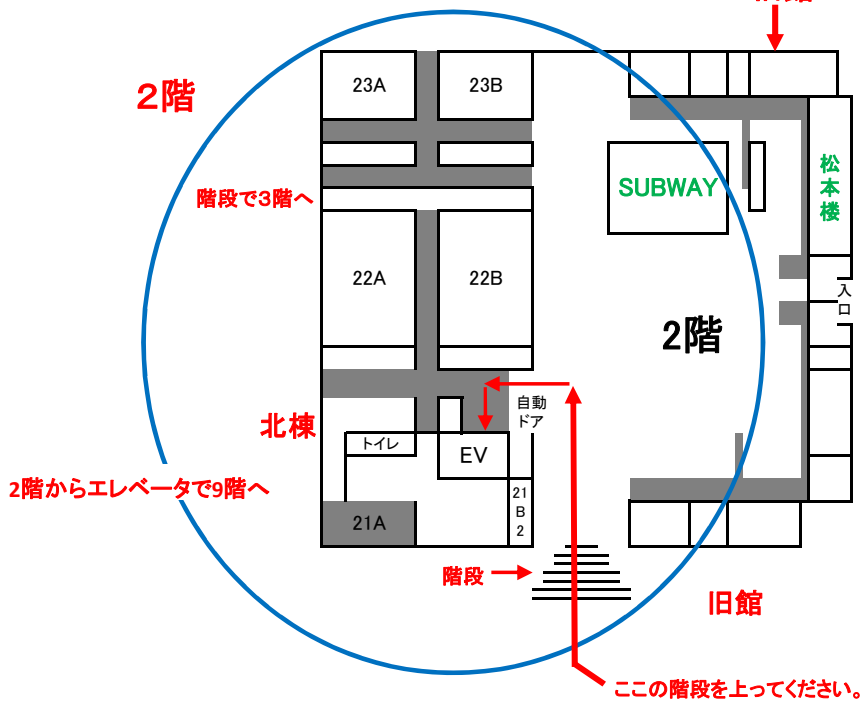 23A
23B
２階
SUBWAY
松本楼
階段で3階へ
22A
22B
入口
2階
自動
ドア
北棟
トイレ
EV
2階からエレベータで9階へ
21A
21B2
階段
旧館
ここの階段を上ってください。